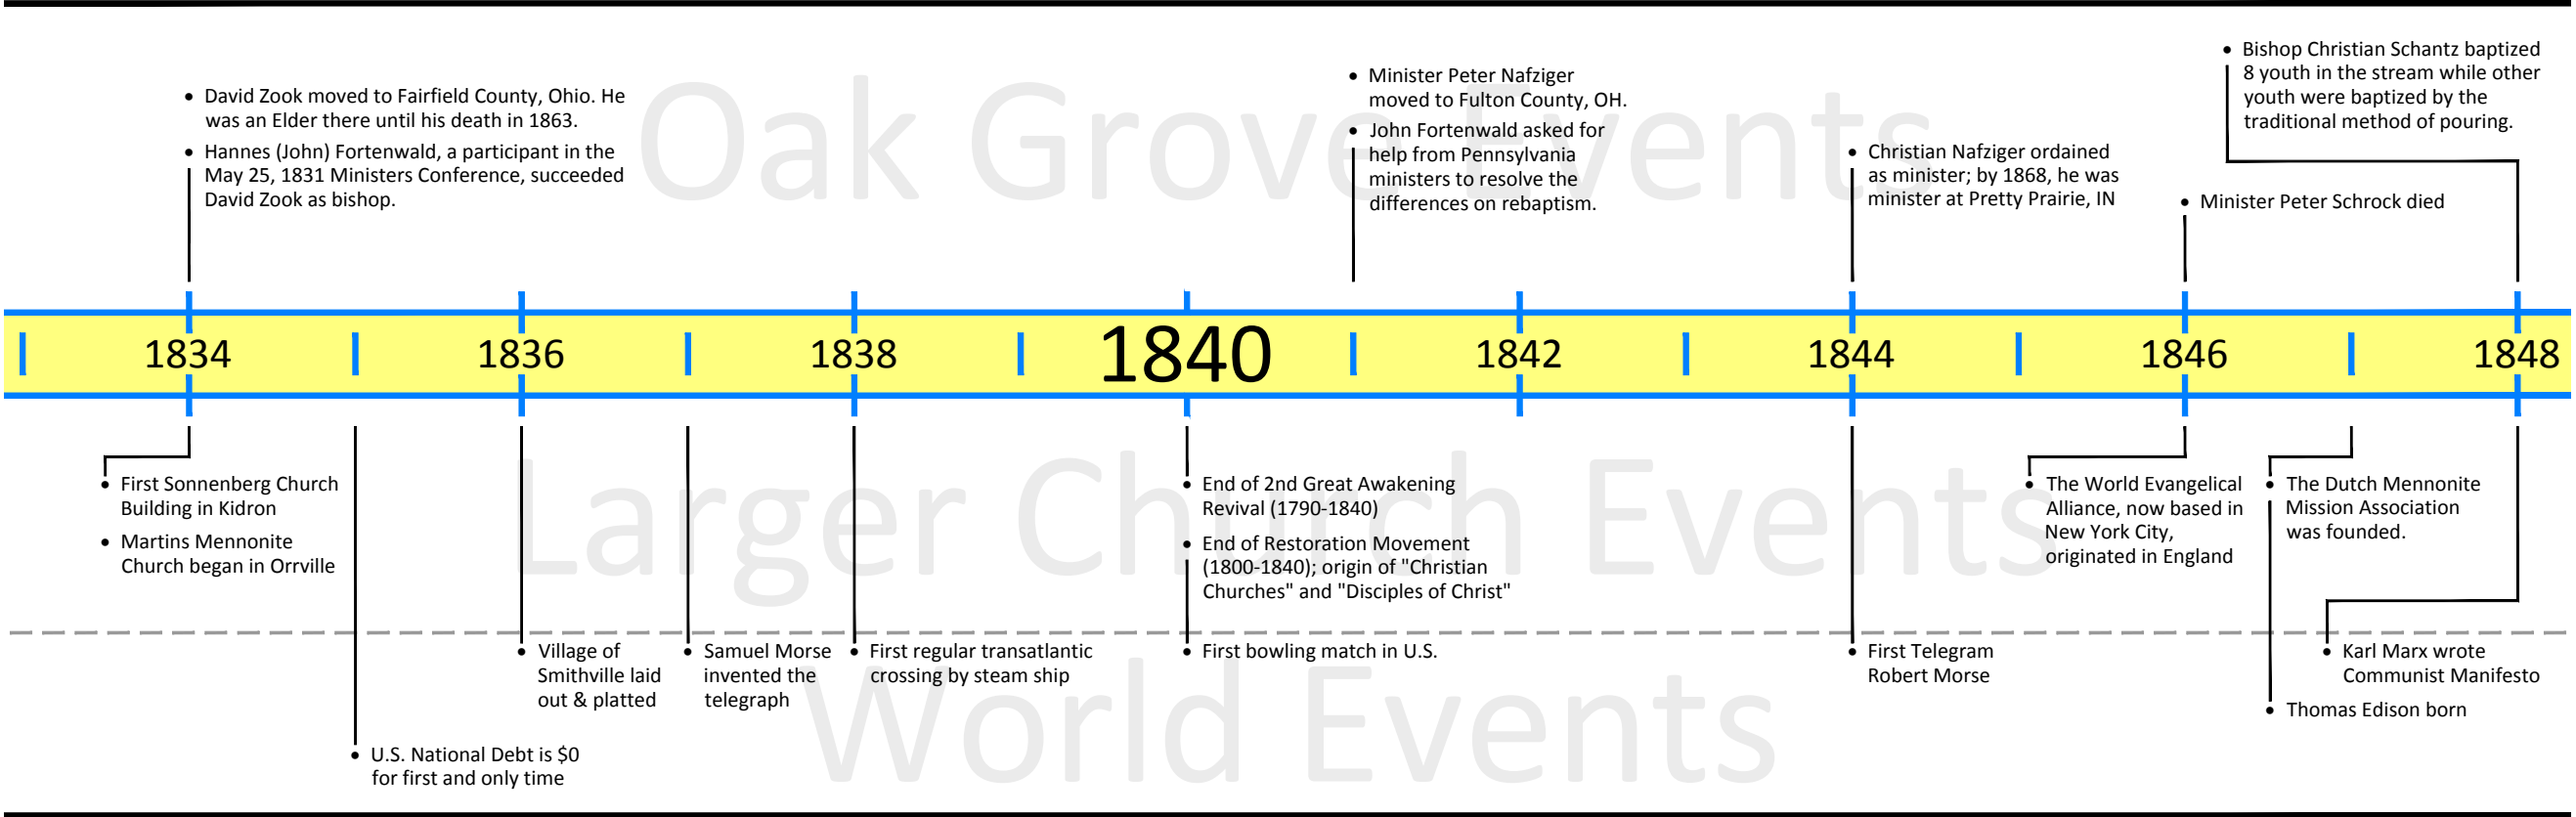 Oak Grove Events
David Zook moved to Fairfield County, Ohio. He
was an Elder there until his death in 1863.
Hannes (John) Fortenwald, a participant in the
May 25, 1831 Ministers Conference, succeeded
David Zook as bishop.
Minister Peter Nafziger
moved to Fulton County, OH.
John Fortenwald asked for
help from Pennsylvania
ministers to resolve the
differences on rebaptism.
Christian Nafziger ordained
as minister; by 1868, he was
minister at Pretty Prairie, IN
Minister Peter Schrock died
Bishop Christian Schantz baptized
8 youth in the stream while other
youth were baptized by the
traditional method of pouring.
1834
1836
1838
1840
1842
1844
1846
1848
Larger Church Events
First Sonnenberg Church
Building in Kidron
Martins Mennonite
Church began in Orrville
End of 2nd Great Awakening
Revival (1790-1840)
End of Restoration Movement
(1800-1840); origin of "Christian
Churches" and "Disciples of Christ"
The World Evangelical
Alliance, now based in
New York City,
originated in England
The Dutch Mennonite
Mission Association
was founded.
World Events
U.S. National Debt is $0
for first and only time
Village of
Smithville laid
out & platted
Samuel Morse
invented the
telegraph
First regular transatlantic
crossing by steam ship
First bowling match in U.S.
First Telegram
Robert Morse
Karl Marx wrote
Communist Manifesto
Thomas Edison born